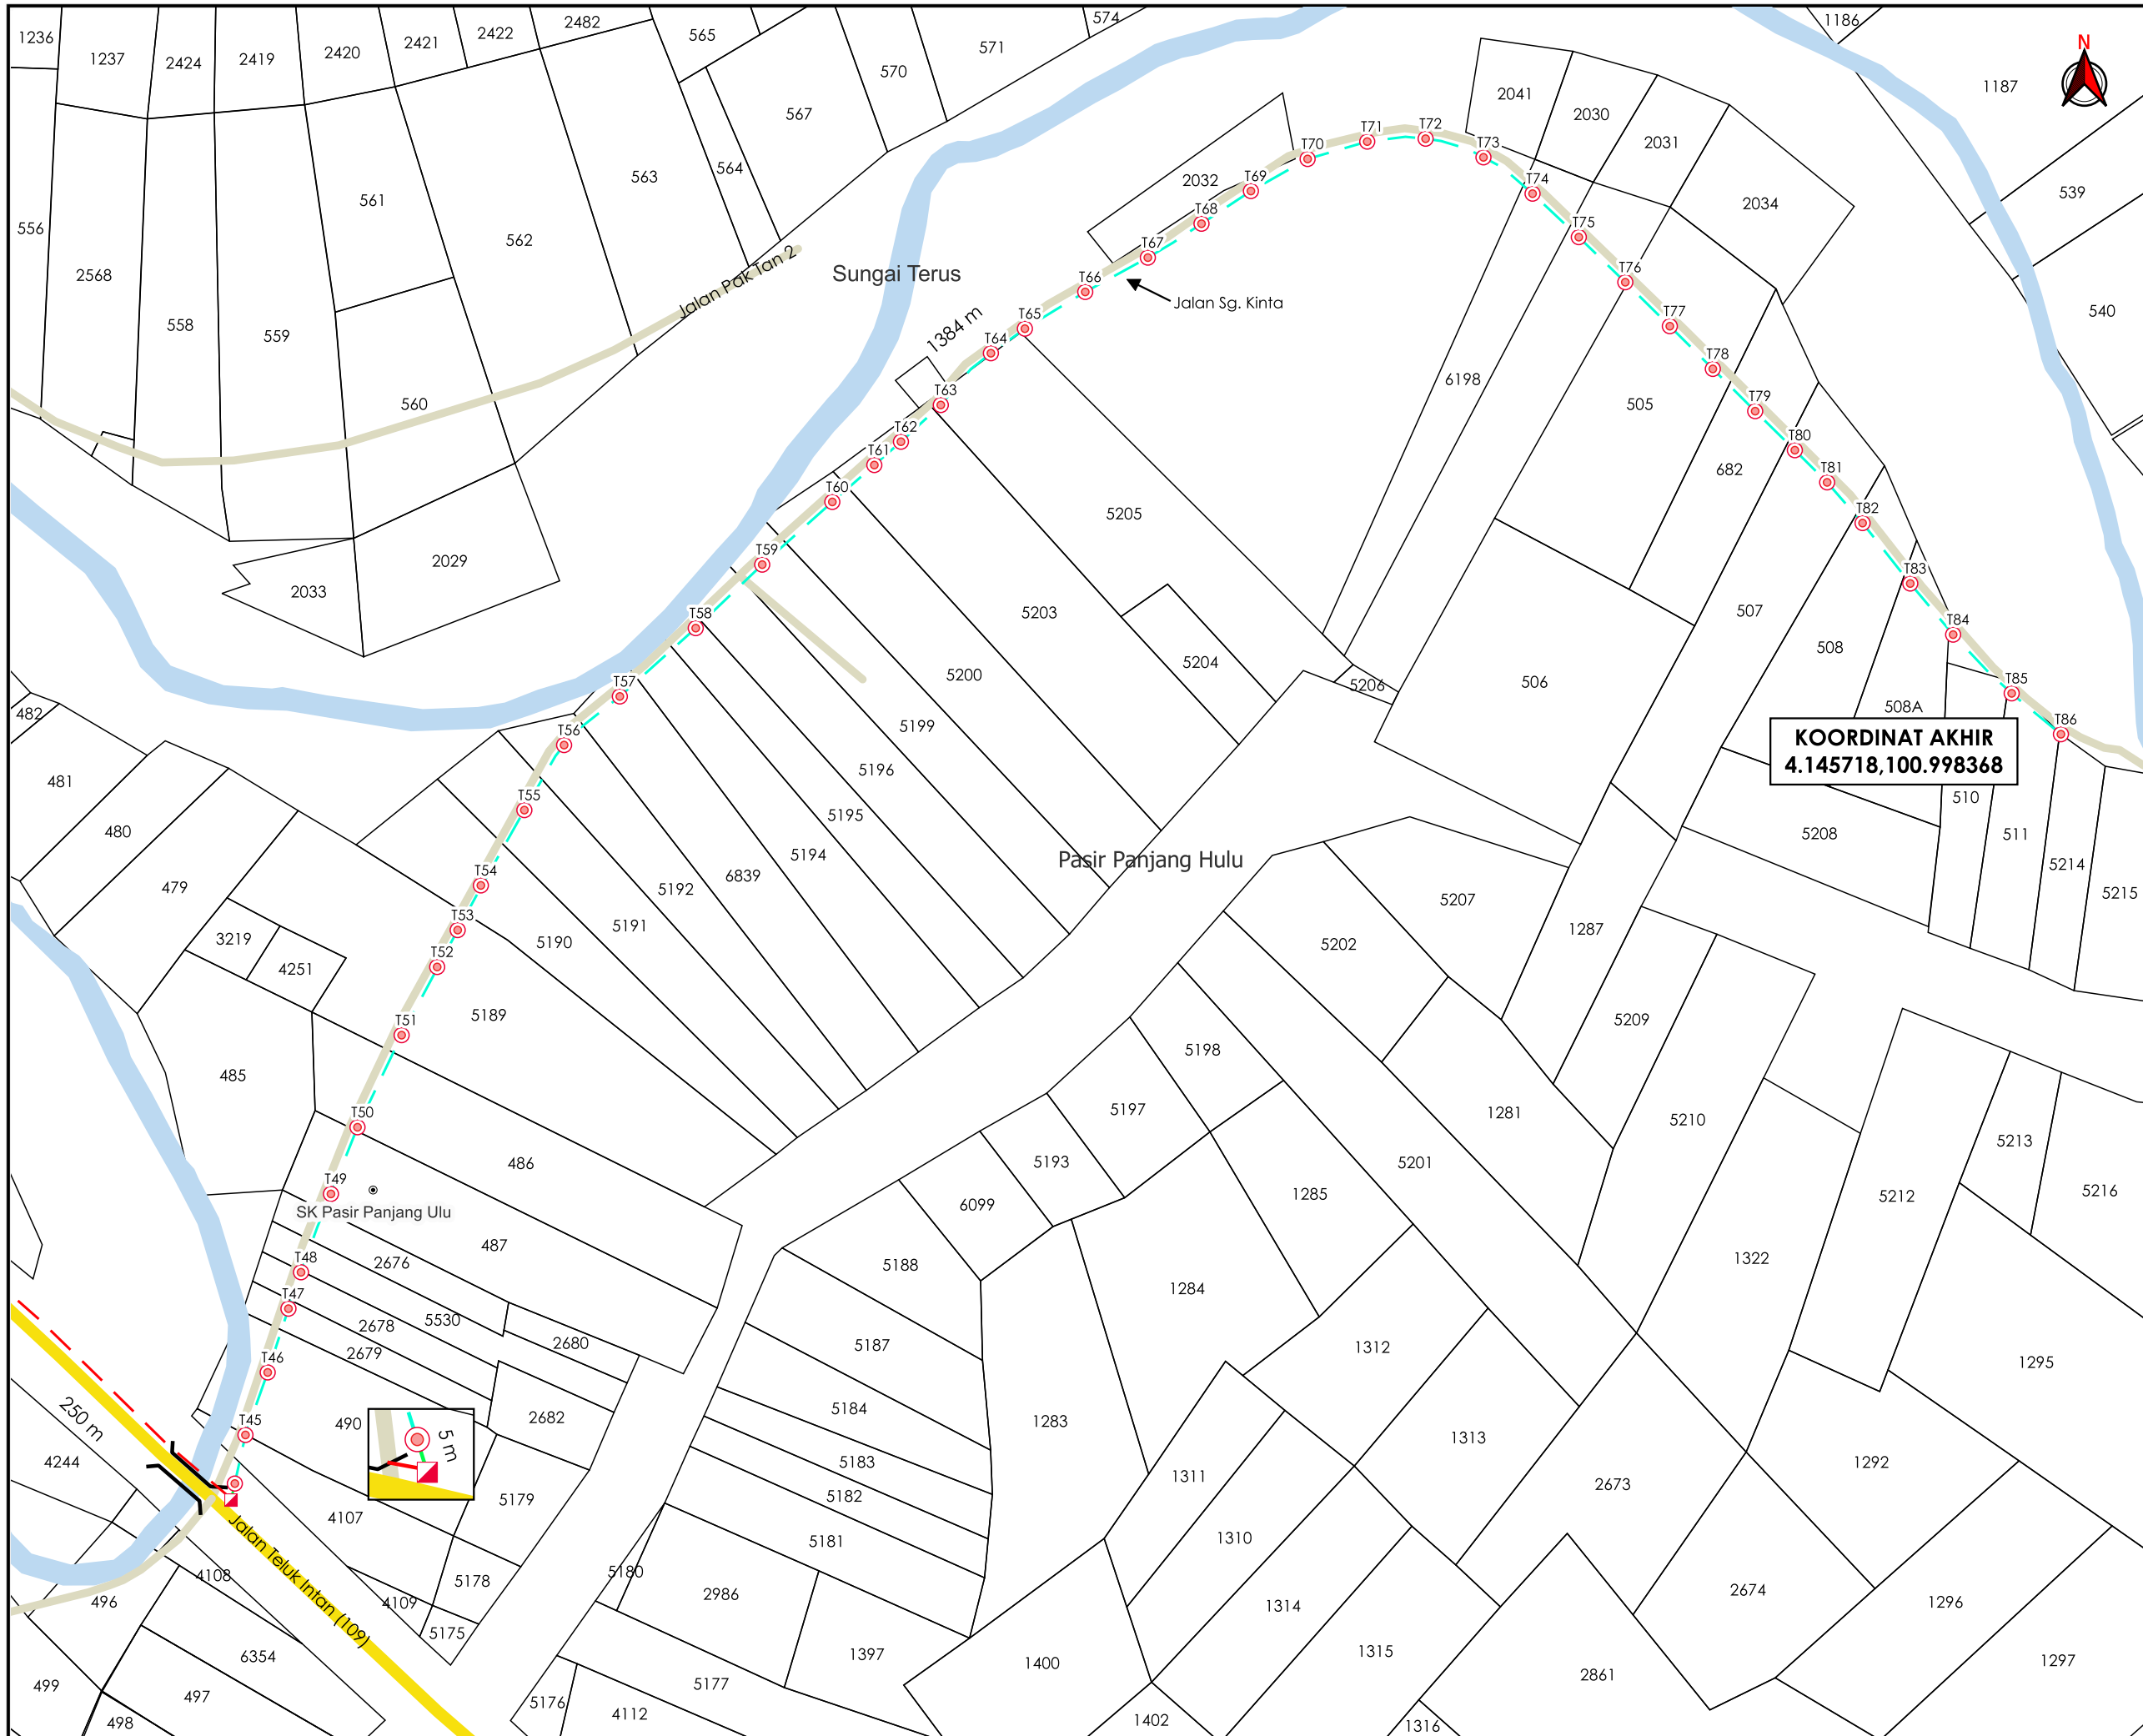 1236
1237
2424
2419
2420
2421
2422
2482
565
570
571
574
1186
1187
N
567
564
563
562
561
556
2568
558
559
560
Jalan Pak Tan 2
Sungai Terus
2041
2030
2031
2034
2032
539
540
T70
T71
T72
T73
T74
T75
T76
T77
T78
T79
T80
T81
T82
T83
T84
T85
T86
T69
T68
T67
T66
T65
T64
T63
T62
T61
T60
T59
T58
T57
T56
T55
T54
T53
T52
T51
T50
T49
T48
T47
T46
T45
Jalan Sg. Kinta
1384 m
6198
505
682
5205
2029
2033
5203
5204
5200
5199
5196
5195
5194
6839
5192
5191
5190
5189
5206
506
507
508
508A
KOORDINAT AKHIR
4.145718,100.998368
510
511
5208
5214
5215
482
481
480
479
3219
4251
485
Pasir Panjang Hulu
5207
5202
1287
5209
5198
5197
5193
6099
1281
5210
5201
5213
5212
5216
486
SK Pasir Panjang Ulu
487
2676
5530
2678
2679
2680
2682
490
5 m
5188
5187
5184
5183
5182
5181
1285
1284
1283
1312
1322
1295
1313
1311
1310
2673
1292
250 m
4244
4107
5179
5178
4109
5175
4108
Jalan Teluk Intan (109)
496
6354
499
497
498
5180
2986
1397
5177
5176
4112
1400
1402
1314
1315
1316
2861
2674
1296
1297